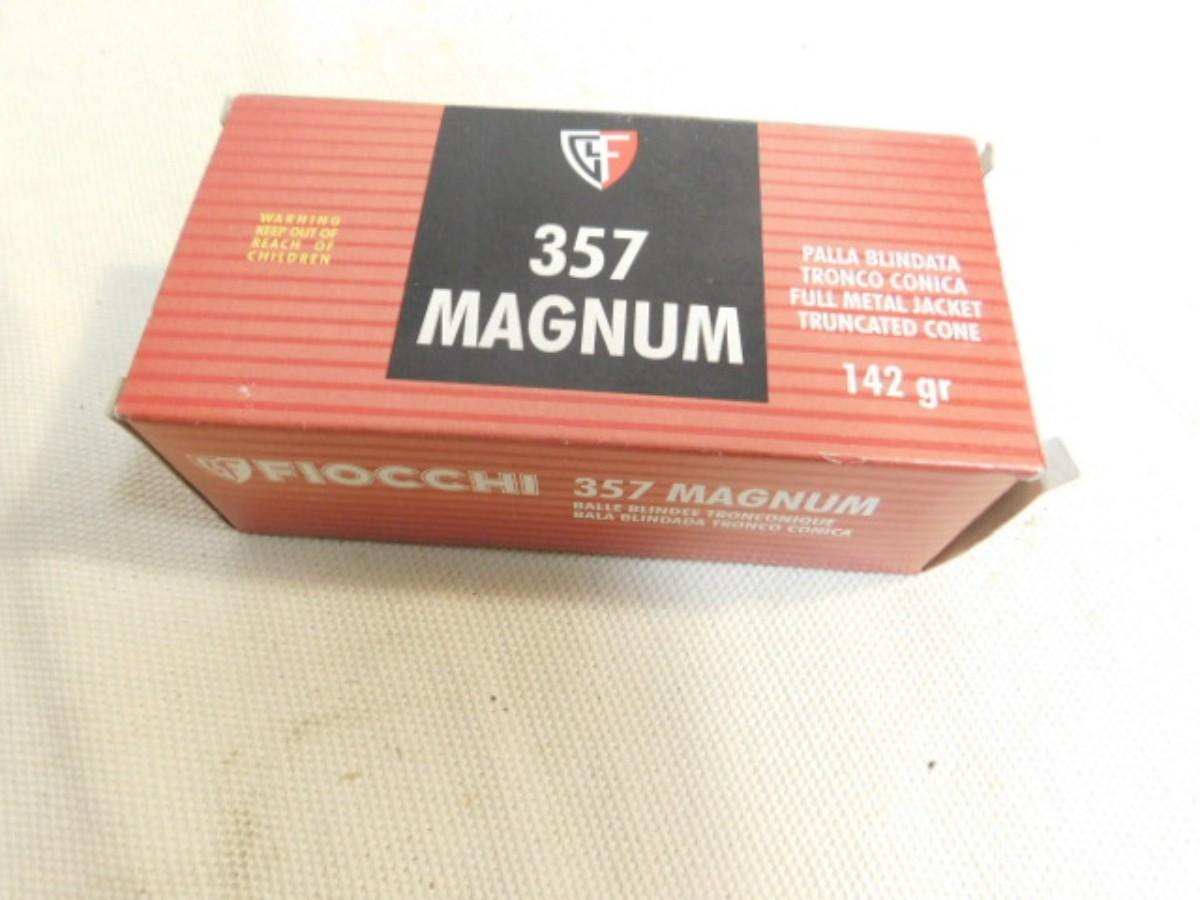 WARNING
KEEP OUT OF
REACH OF
CHILDREN
GFL
357
MAGNUM
PALLA BLINDATA
TRONCO CONICA
FULL METAL JACKET
TRUNCATED CONE
142 gr
FIOCCHI
357 MAGNUM
BALLE BLINDEE TRONCONIQUE
BALA BLINDADA TRONCO CONICA